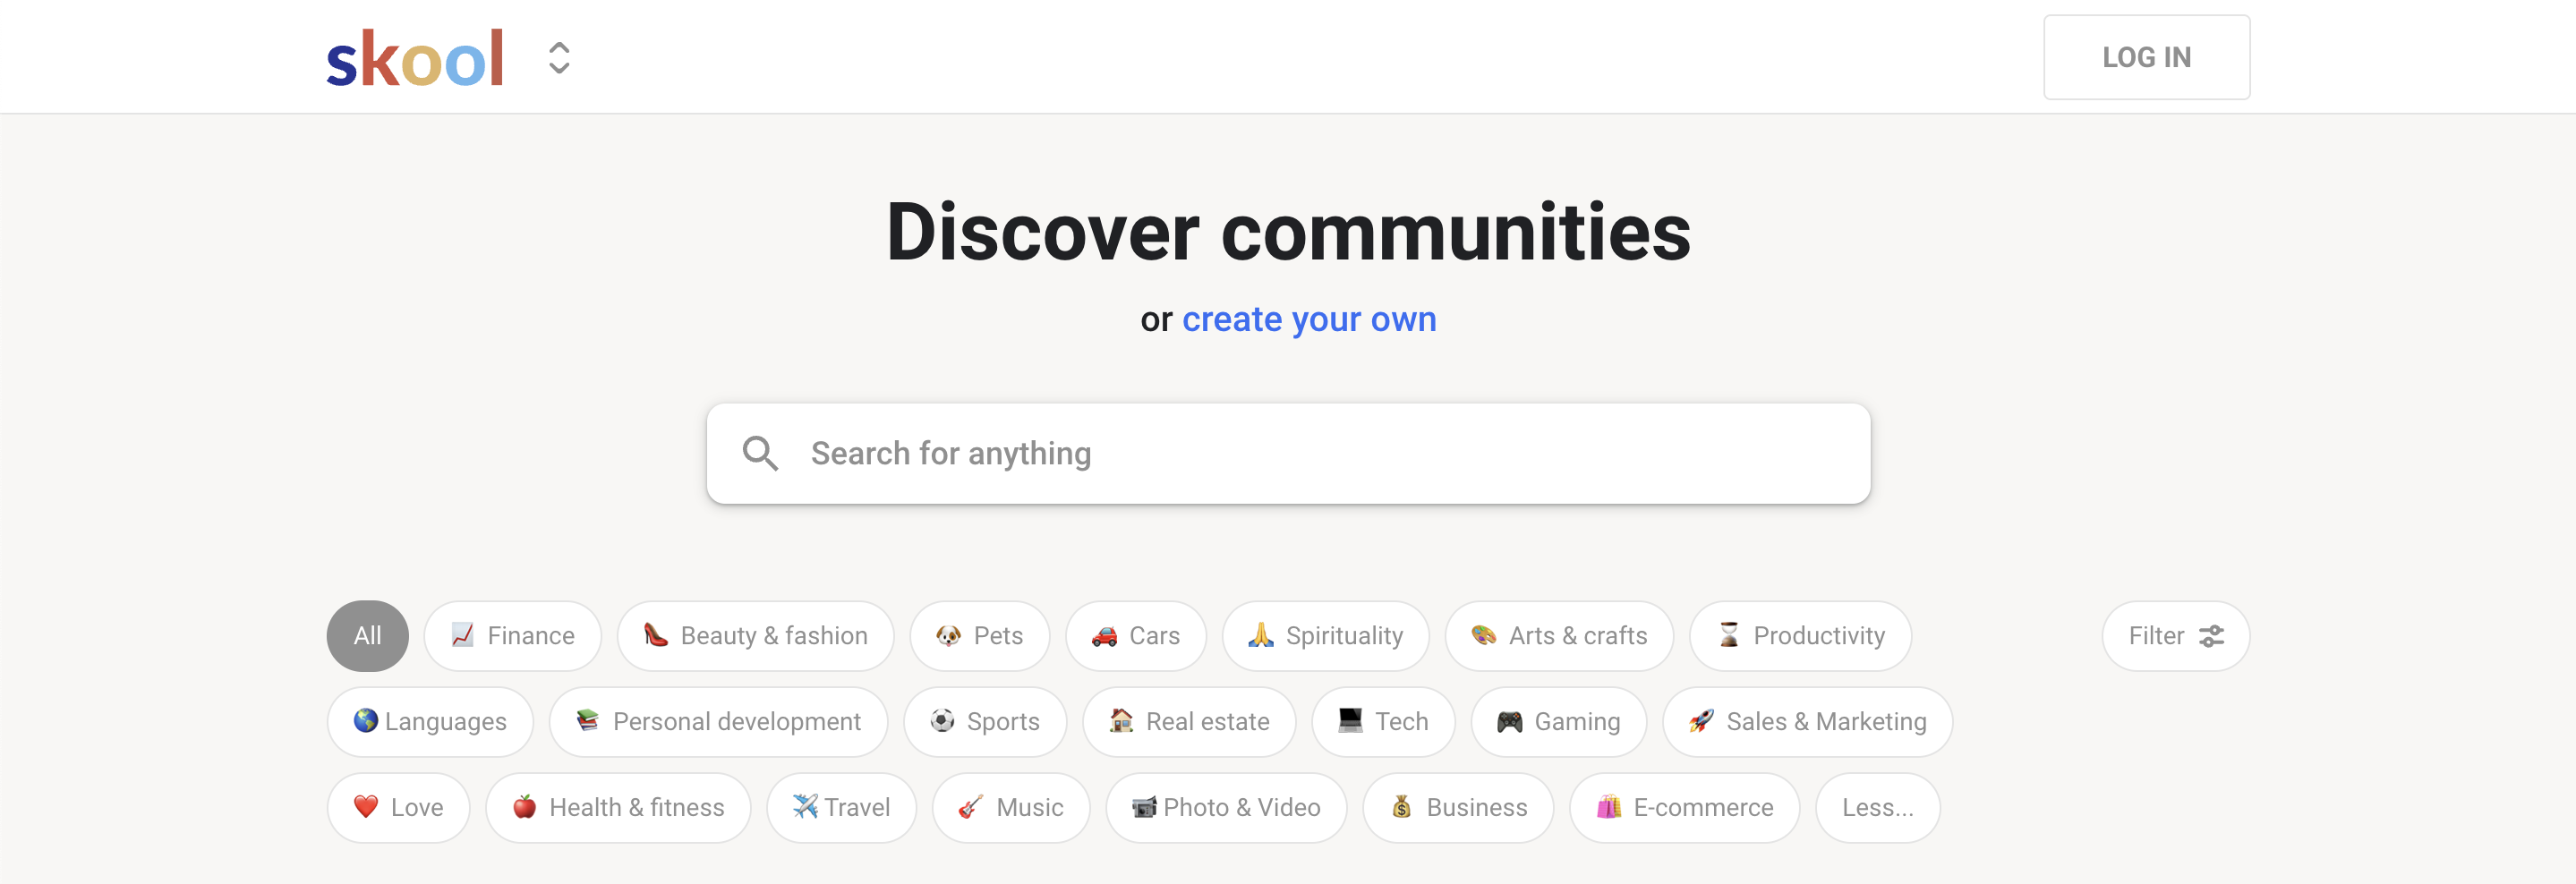 skool
LOG IN
Discover communities
or create your own
Search for anything
All Finance Beauty & fashion Pets Cars Spirituality Arts & crafts Productivity Filter
Languages Personal development Sports Real estate Tech Gaming Sales & Marketing
Love Health & fitness Travel Music Photo & Video Business E-commerce Less...